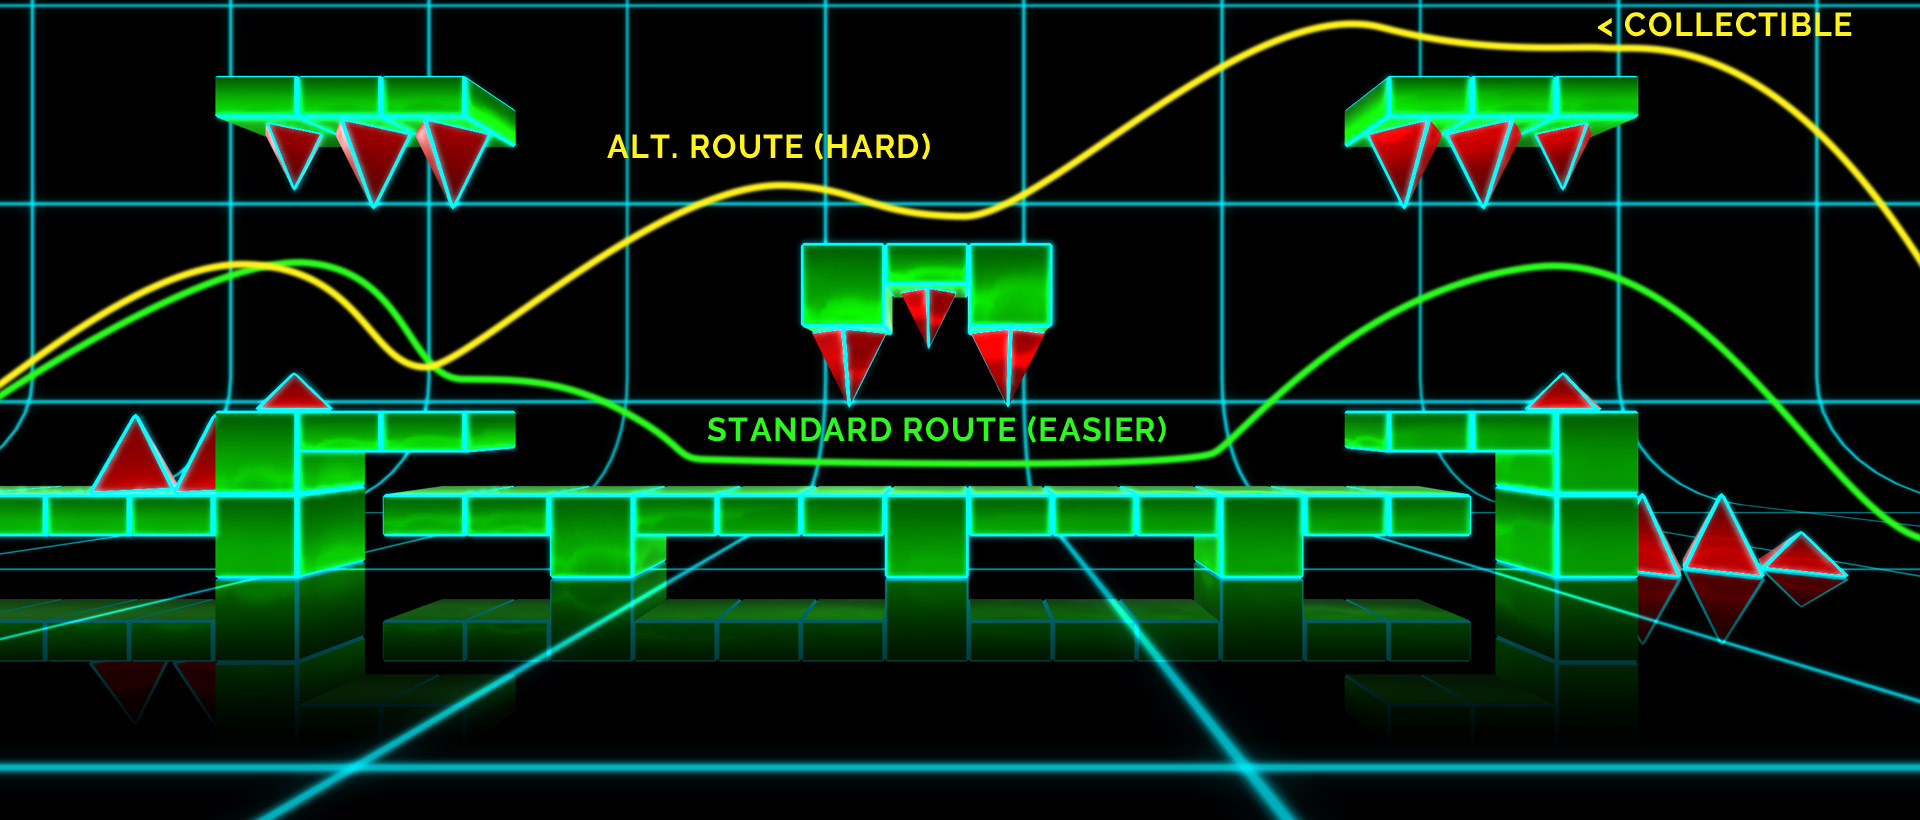 < COLLECTIBLE
ALT. ROUTE (HARD)
STANDARD ROUTE (EASIER)